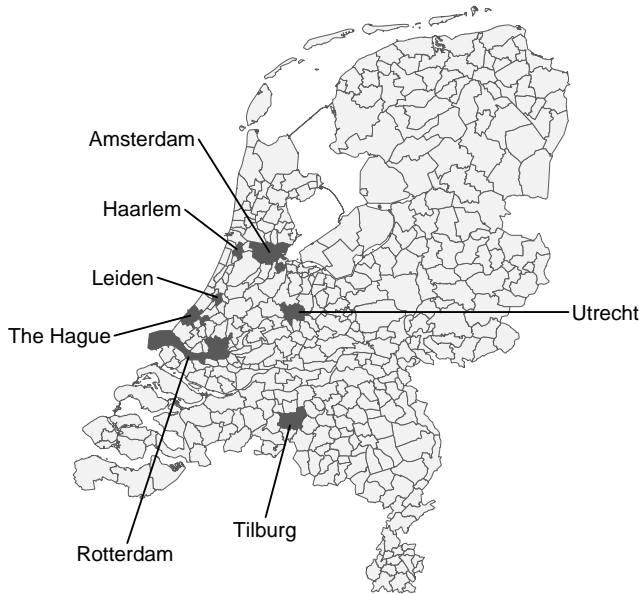 Amsterdam
Haarlem
Leiden
The Hague
Utrecht
Tilburg
Rotterdam